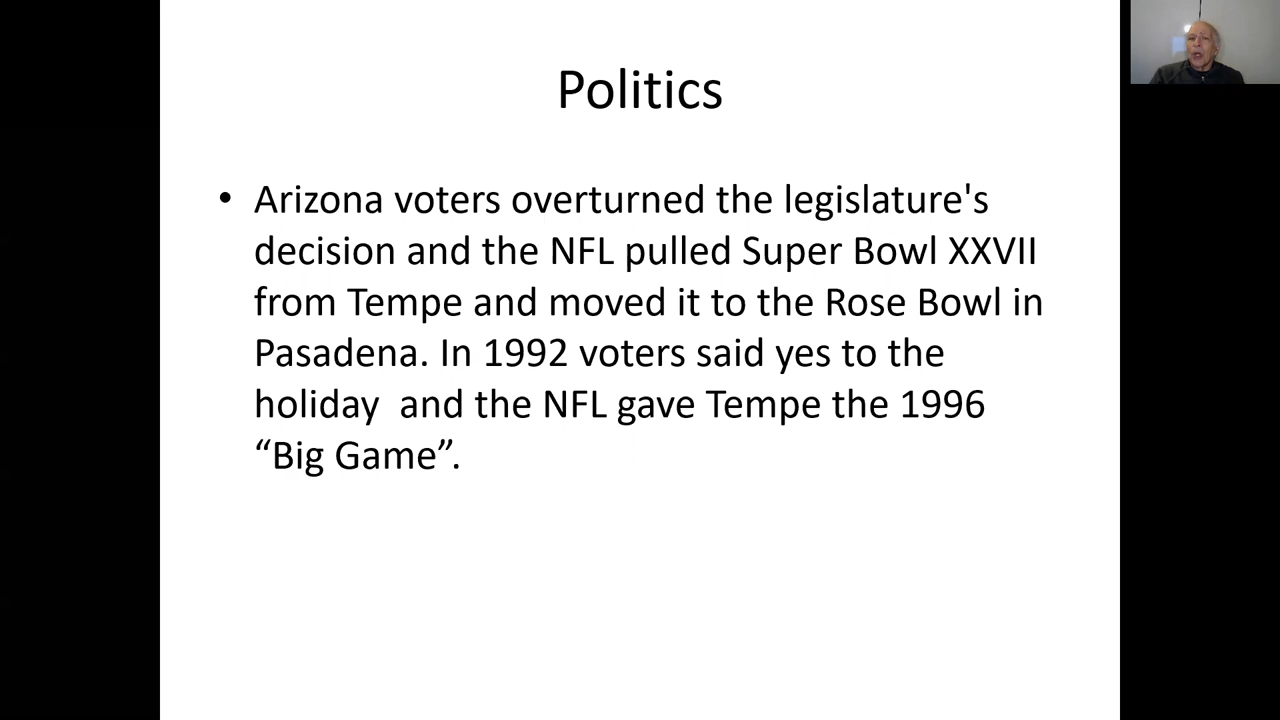 Politics
• Arizona voters overturned the legislature's
decision and the NFL pulled Super Bowl XXVII
from Tempe and moved it to the Rose Bowl in
Pasadena. In 1992 voters said yes to the
holiday  and the NFL gave Tempe the 1996
“Big Game”.